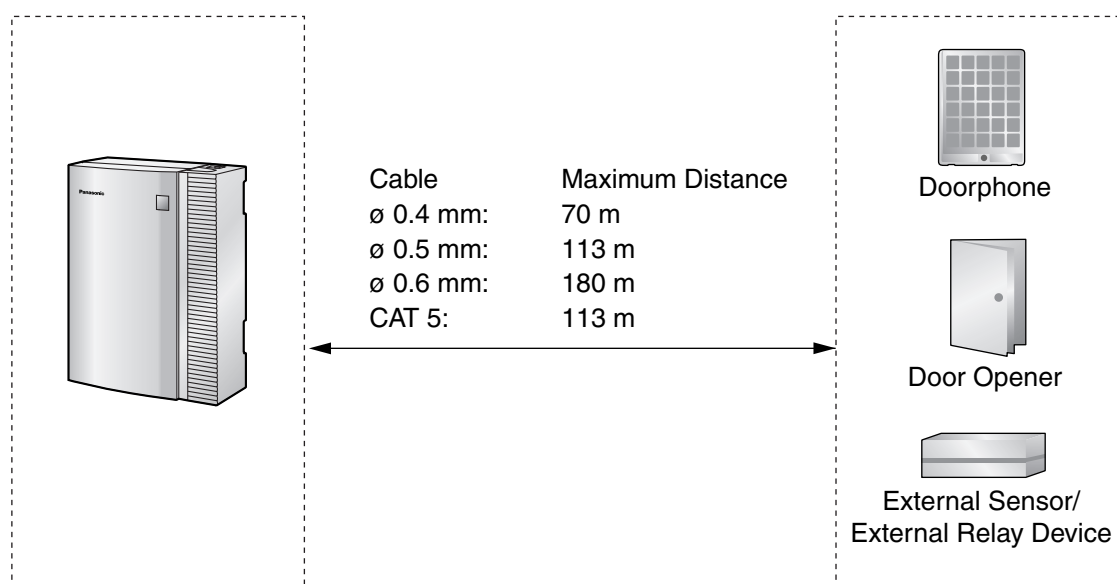 Panasonic
Cable Maximum Distance
ø 0.4 mm: 70 m
ø 0.5 mm: 113 m
ø 0.6 mm: 180 m
CAT 5: 113 m
Doorphone
Door Opener
External Sensor/
External Relay Device